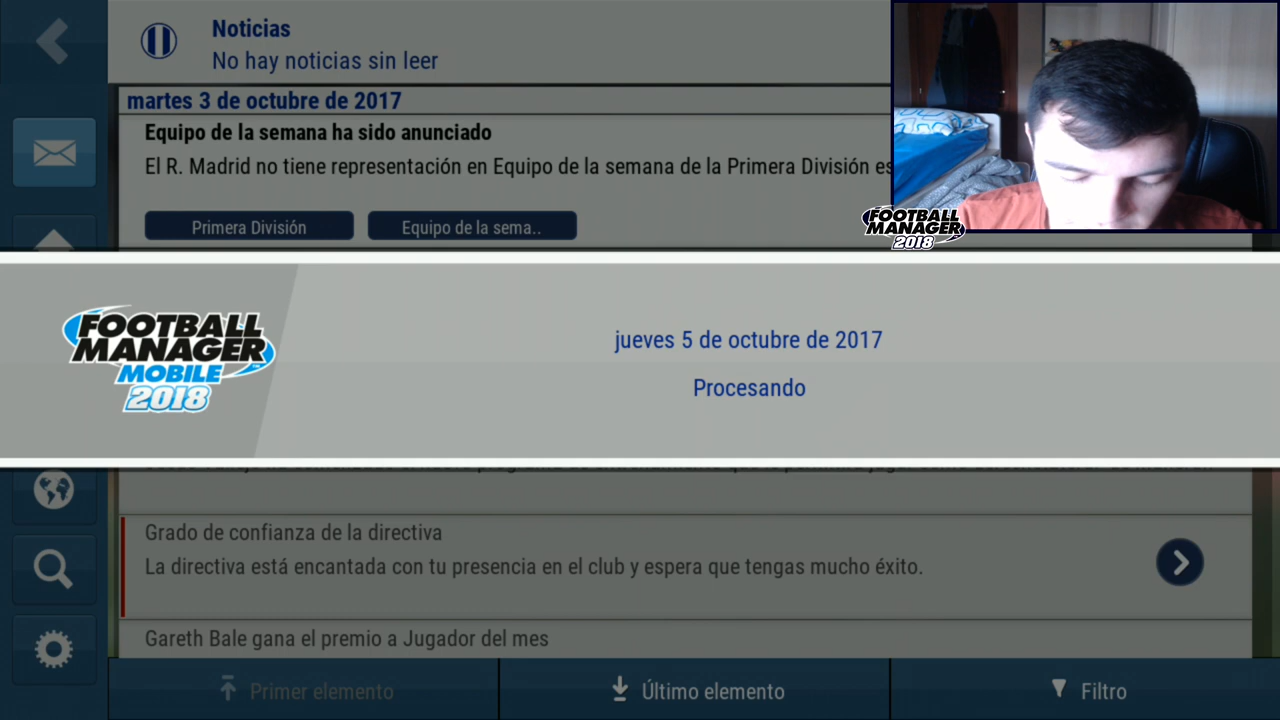 Noticias
No hay noticias sin leer
martes 3 de octubre de 2017
Equipo de la semana ha sido anunciado
El R. Madrid no tiene representación en Equipo de la semana de la Primera División es
Primera División
Equipo de la sema..
FOOTBALL
MANAGER
2018
FOOTBALL
MANAGER
MOBILE
2018
jueves 5 de octubre de 2017
Procesando
Grado de confianza de la directiva
La directiva está encantada con tu presencia en el club y espera que tengas mucho éxito.
Gareth Bale gana el premio a Jugador del mes
Primer elemento
Último elemento
Filtro